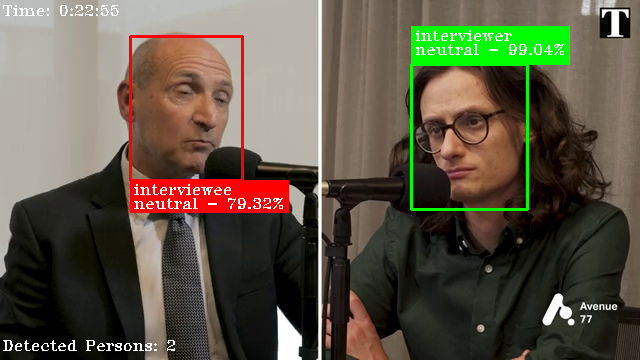 Time: 0:22:55
T
interviewer
neutral - 99.04%
interviewee
neutral - 79.32%
Avenue
77
Detected Persons: 2